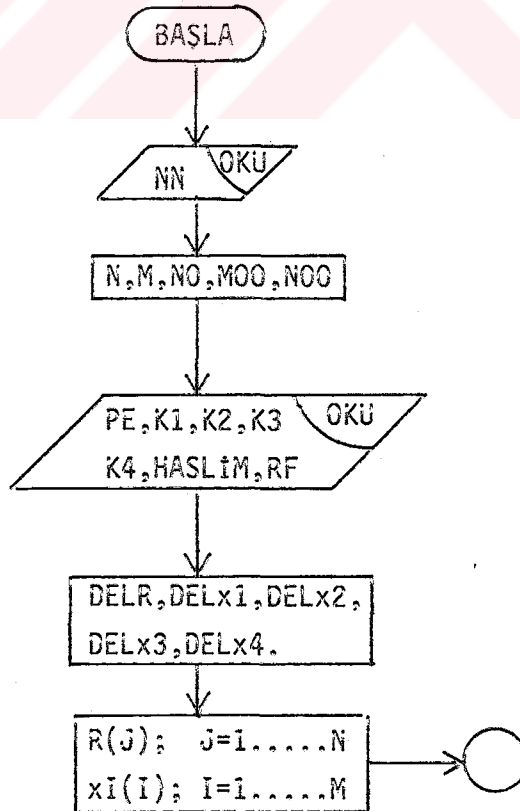 BAŞLA
OKU
NN
N,M,NO,MOO,NOO
PE,K1,K2,K3 OKU
K4,HASLİM,RF
DELR,DELx1,DELx2,
DELx3,DELx4.
R(J); J=1.....N
xI(I); I=1.....M